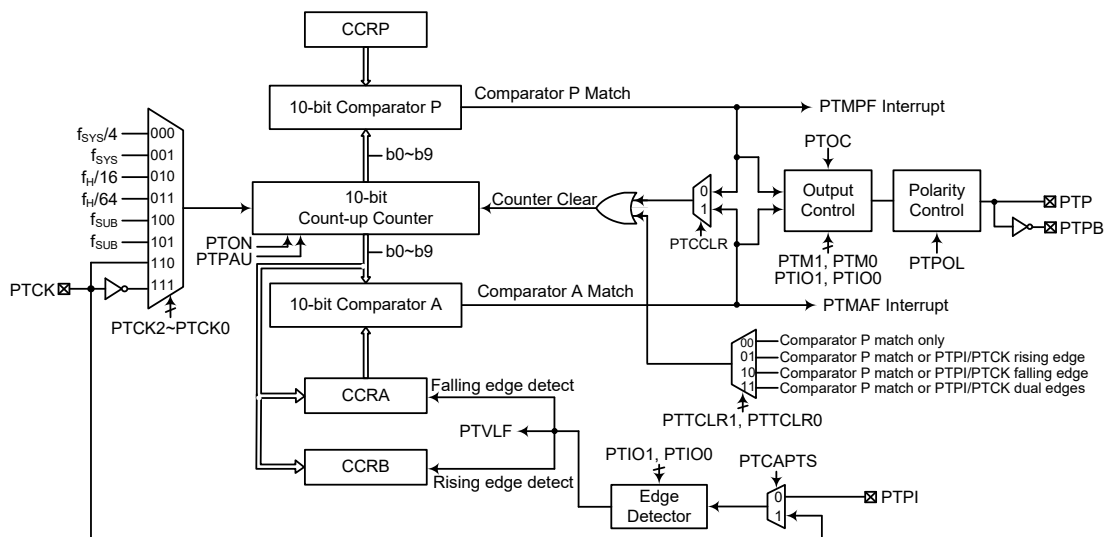 CCRP
10-bit Comparator P
Comparator P Match
PTMPF Interrupt
b0~b9
fSYS/4
000
fSYS
001
fH/16
010
fH/64
011
fSUB
100
fSUB
101
110
111
PTCK
PTCK2~PTCK0
10-bit
Count-up Counter
PTON
PTPAU
b0~b9
Counter Clear
0
1
PTCCLR
PTOC
Output
Control
PTM1, PTM0
PTIO1, PTIO0
Polarity
Control
PTPOL
PTP
PTPB
10-bit Comparator A
Comparator A Match
PTMAF Interrupt
00
Comparator P match only
01
Comparator P match or PTPI/PTCK rising edge
10
Comparator P match or PTPI/PTCK falling edge
11
Comparator P match or PTPI/PTCK dual edges
PTTCLR1, PTTCLR0
CCRA
Falling edge detect
PTVLF
CCRB
Rising edge detect
PTIO1, PTIO0
Edge
Detector
PTCAPTS
0
1
PTPI